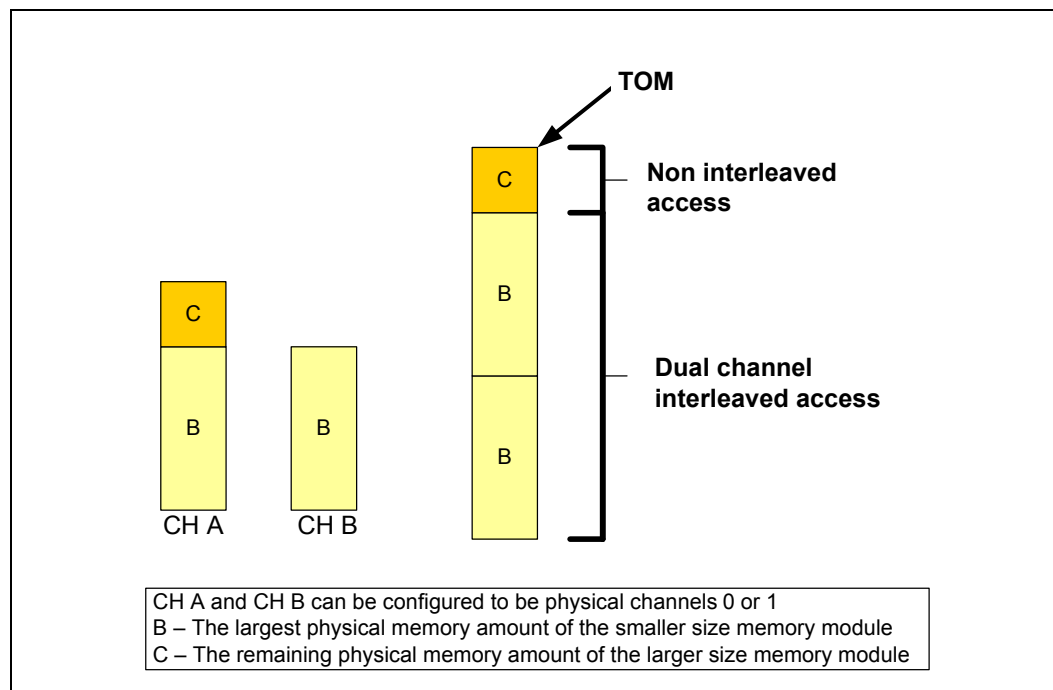 TOM
C
Non interleaved
access
C
B
B
B
Dual channel
interleaved access
B
CH A
CH B
CH A and CH B can be configured to be physical channels 0 or 1
B – The largest physical memory amount of the smaller size memory module
C – The remaining physical memory amount of the larger size memory module